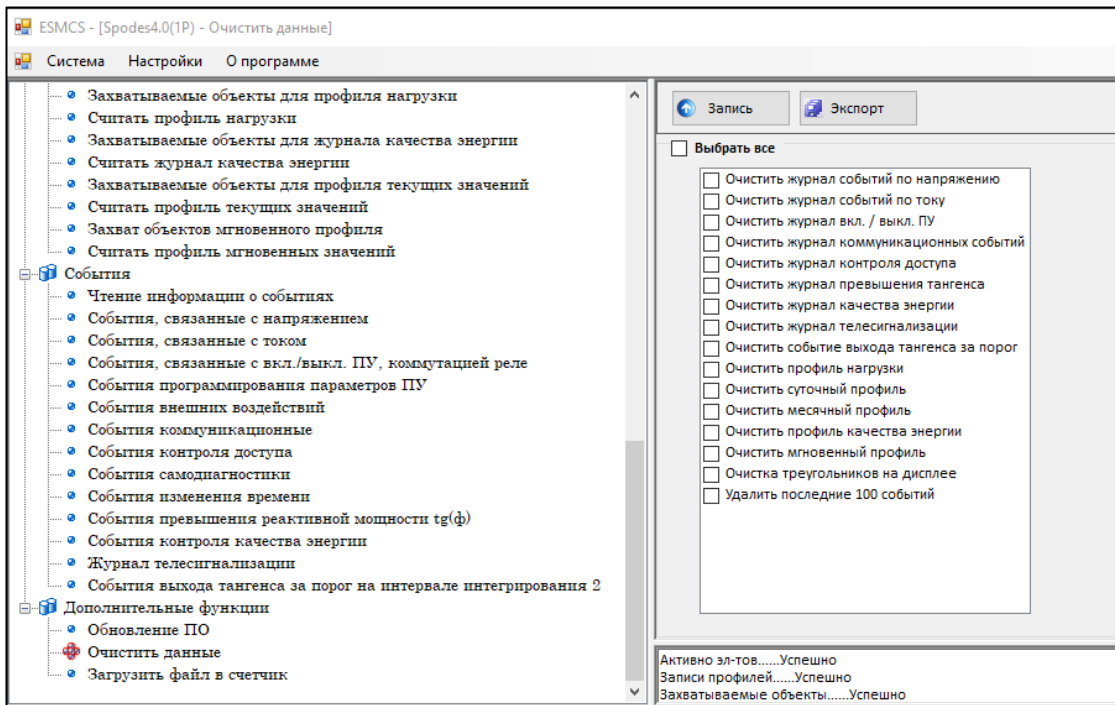 ESMCS - [Spodes4.0(1P) - Очистить данные]
Система Настройки О программе
Захватываемые объекты для профиля нагрузки
Считать профиль нагрузки
Захватываемые объекты для журнала качества энергии
Считать журнал качества энергии
Захватываемые объекты для профиля текущих значений
Считать профиль текущих значений
Захват объектов мгновенного профиля
Считать профиль мгновенных значений
События
Чтение информации о событиях
События, связанные с напряжением
События, связанные с током
События, связанные с вкл./выкл. ПУ, коммутацией реле
События программирования параметров ПУ
События внешних воздействий
События коммуникационные
События контроля доступа
События самодиагностики
События изменения времени
События превышения реактивной мощности tg(ф)
События контроля качества энергии
Журнал телесигнализации
События выхода тангенса за порог на интервале интегрирования 2
Дополнительные функции
Обновление ПО
Очистить данные
Загрузить файл в счетчик
Запись Экспорт
Выбрать все
Очистить журнал событий по напряжению
Очистить журнал событий по току
Очистить журнал вкл. / выкл. ПУ
Очистить журнал коммуникационных событий
Очистить журнал контроля доступа
Очистить журнал превышения тангенса
Очистить журнал качества энергии
Очистить журнал телесигнализации
Очистить событие выхода тангенса за порог
Очистить профиль нагрузки
Очистить суточный профиль
Очистить месячный профиль
Очистить профиль качества энергии
Очистить мгновенный профиль
Очистка треугольников на дисплее
Удалить последние 100 событий
Активно эл-тов......Успешно
Записи профилей......Успешно
Захватываемые объекты......Успешно